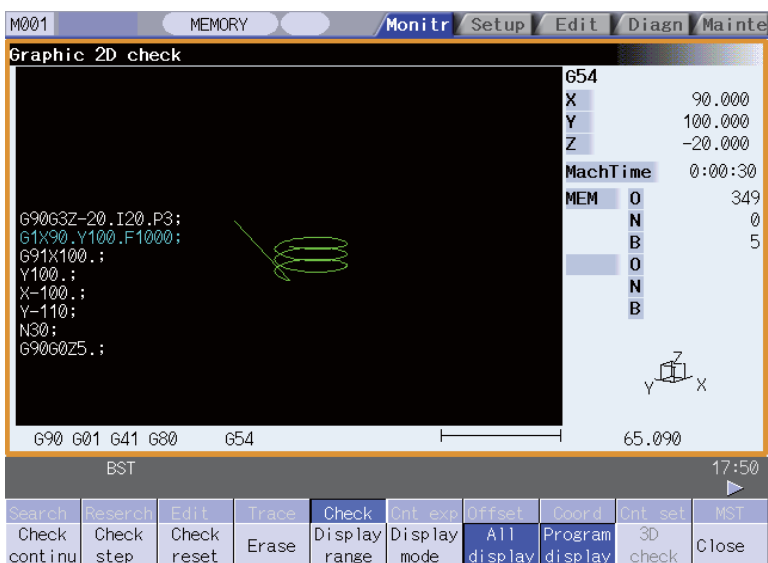 M001 MEMORY Monitr Setup Edit Diagn Mainte
Graphic 2D check
G54
X 90.000
Y 100.000
Z -20.000
MachTime 0:00:30
MEM O 349
N 0
B 5
O
N
B
G90G3Z-20.I20.P3;
G1X90.Y100.F1000;
G91X100.;
Y100.;
X-100.;
Y-110;
N30;
G90G0Z5.;
Z
Y X
G90 G01 G41 G80 G54 65.090
BST 17:50
Search Reserch Edit Trace Check Cnt exp Offset Coord Cnt set MST
Check continu Check step Check reset Erase Display range Display mode All display Program display 3D check Close